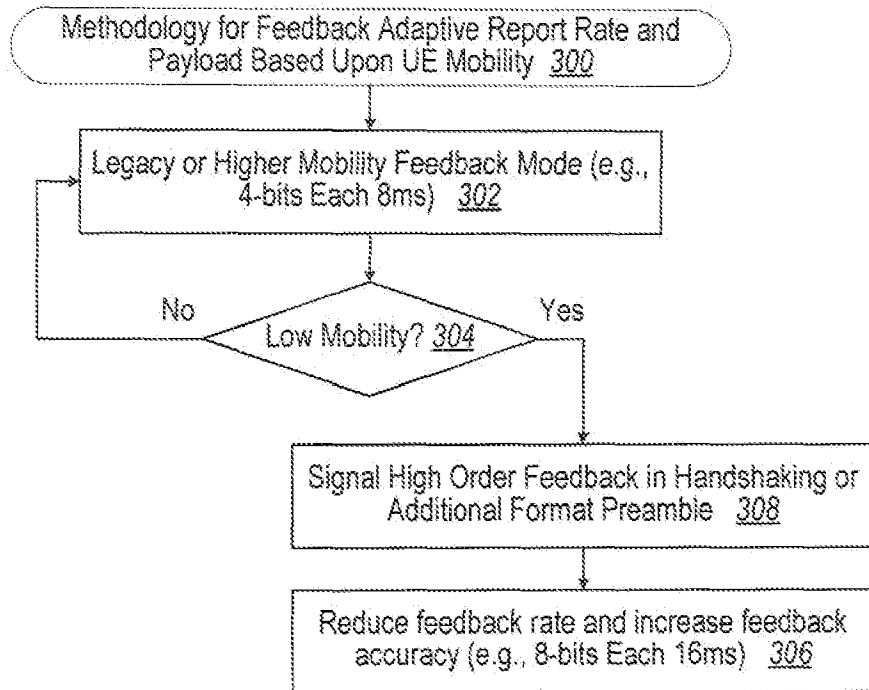 Methodology for Feedback Adaptive Report Rate and
Payload Based Upon UE Mobility 300
Legacy or Higher Mobility Feedback Mode (e.g.,
4-bits Each 8ms) 302
No
Yes
Low Mobility? 304
Signal High Order Feedback in Handshaking or
Additional Format Preamble 308
Reduce feedback rate and increase feedback
accuracy (e.g., 8-bits Each 16ms) 306